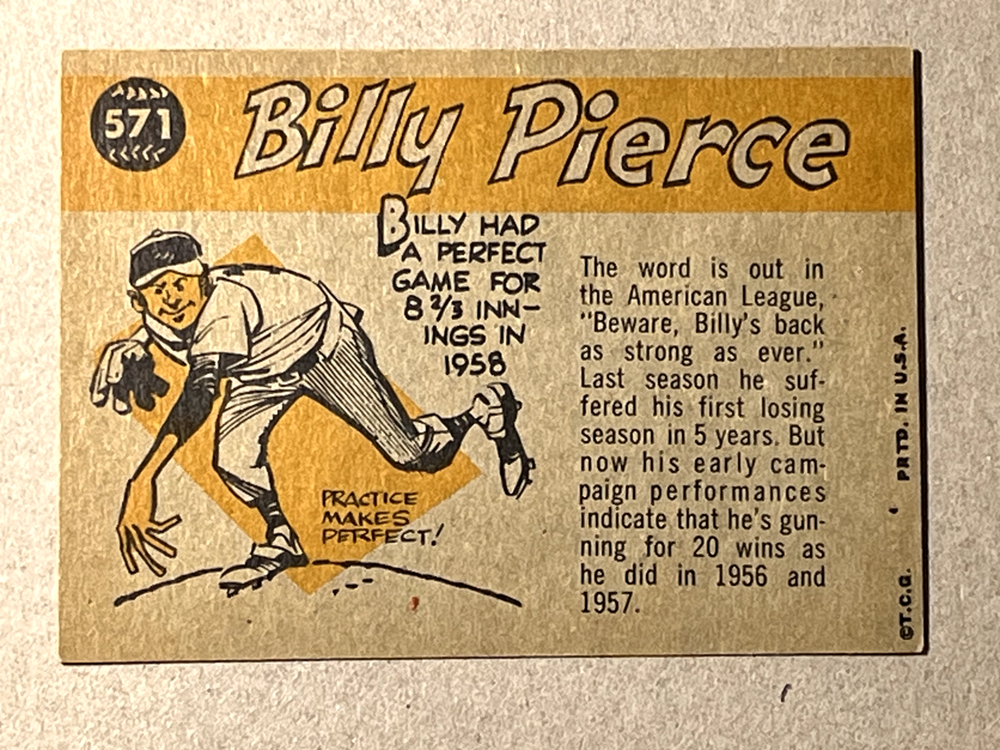 571
Billy Pierce
BILLY HAD
A PERFECT
GAME FOR
8 2/3 INN-
INGS IN
1958
PRACTICE
MAKES
PERFECT!
The word is out in
the American League,
"Beware, Billy's back
as strong as ever."
Last season he suf-
fered his first losing
season in 5 years. But
now his early cam-
paign performances
indicate that he's gun-
ning for 20 wins as
he did in 1956 and
1957.
©T.C.G. PRTD. IN U.S.A.